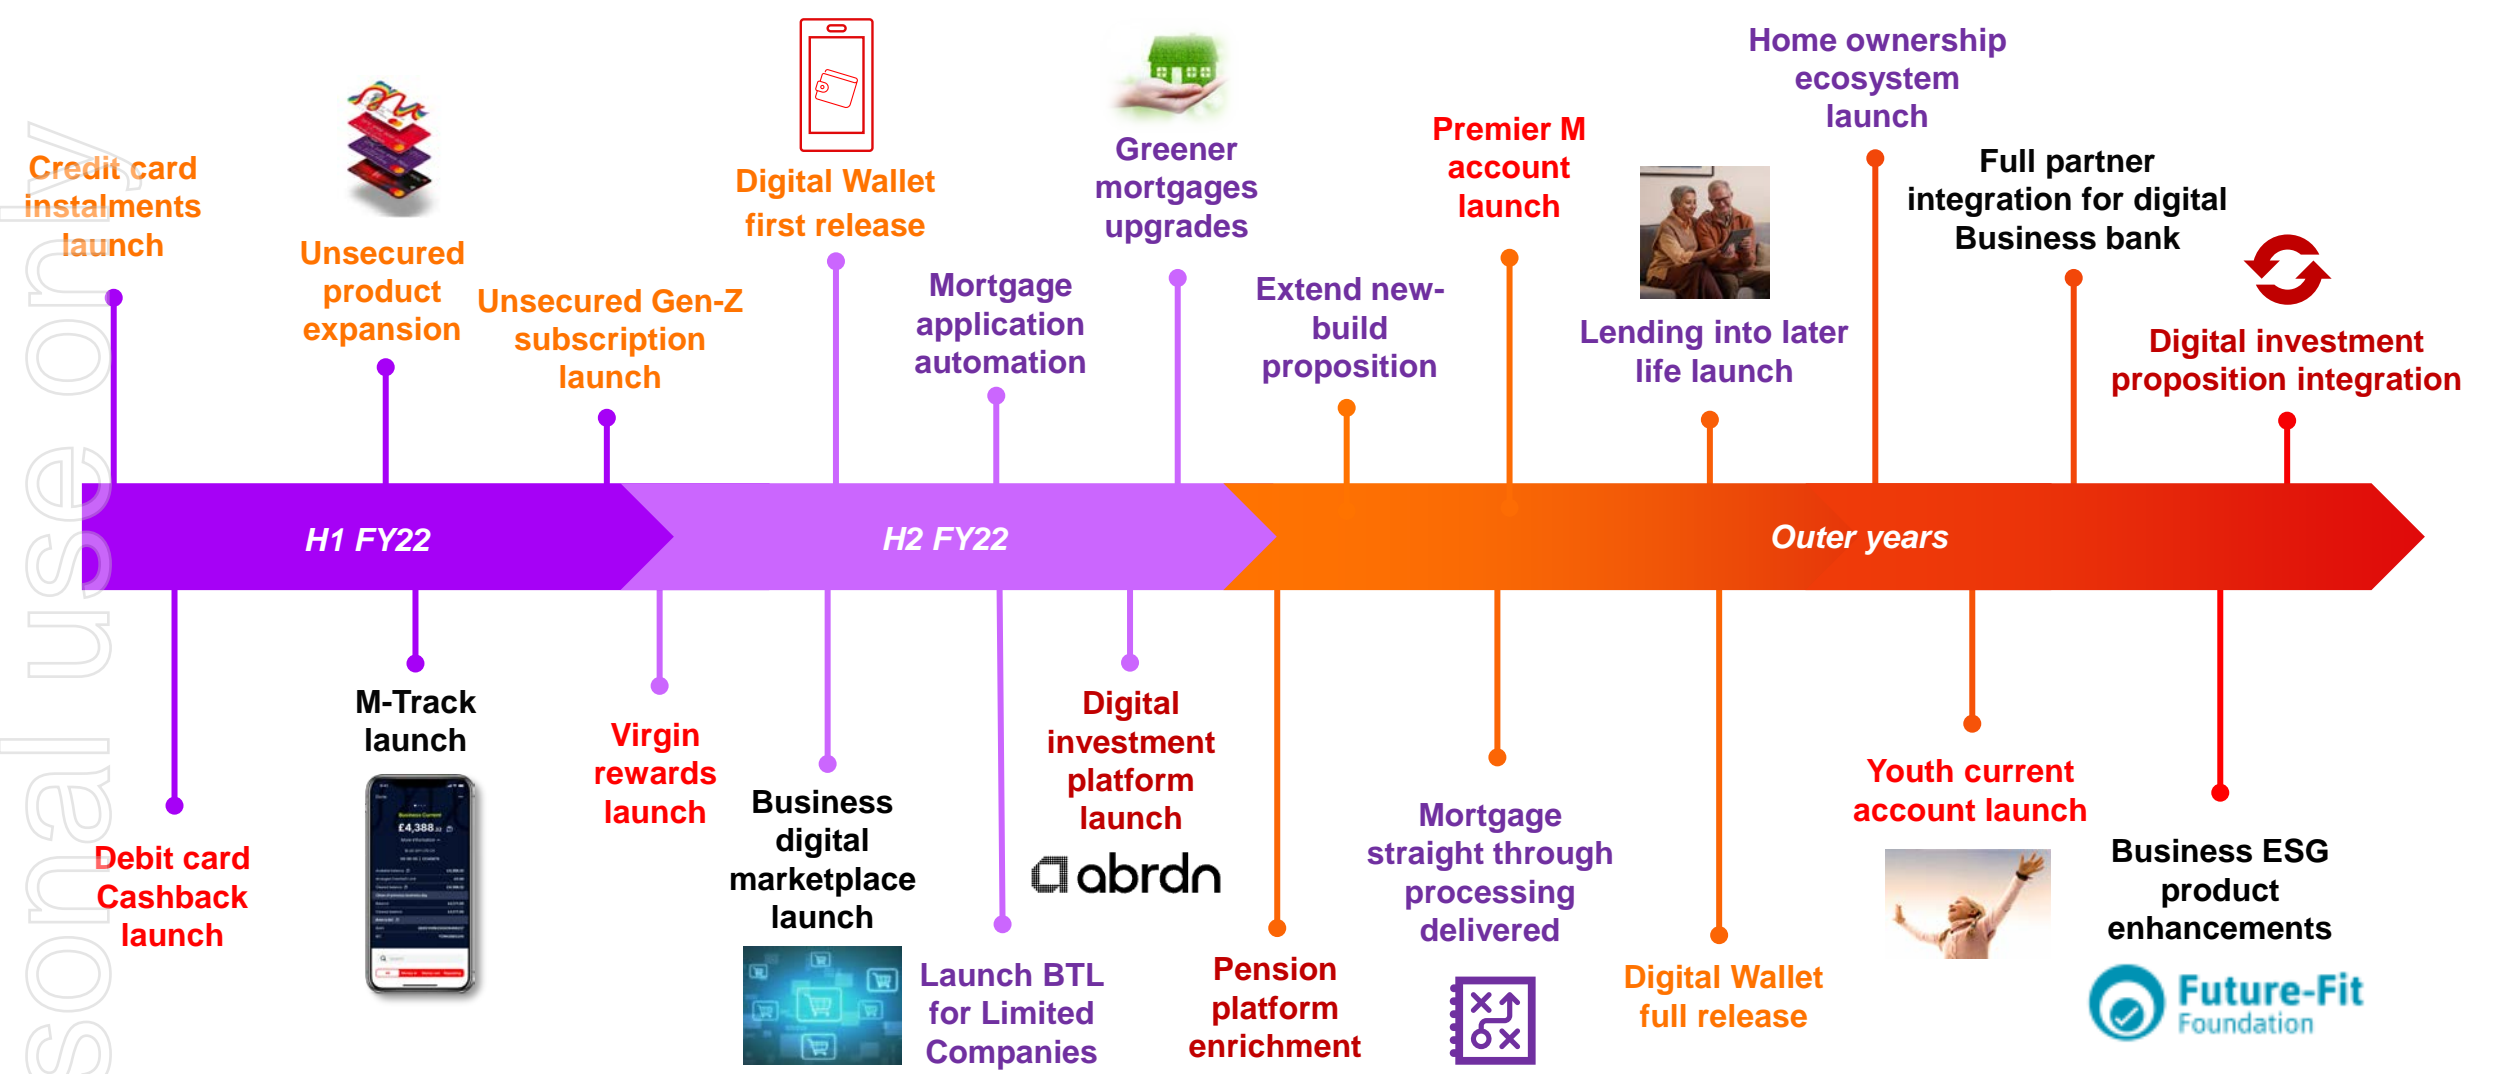 Home ownership
ecosystem
launch
Premier M
account
launch
Greener
mortgages
upgrades
Full partner
integration for digital
Business bank
Credit card
instalments
launch
Digital Wallet
first release
Unsecured
product
expansion
Unsecured Gen-Z
subscription
launch
Mortgage
application
automation
Extend new-
build
proposition
Lending into later
life launch
Digital investment
proposition integration
H1 FY22
H2 FY22
Outer years
M-Track
launch
Business Current
£4,388
Virgin
rewards
launch
Business
digital
marketplace
launch
Digital
investment
platform
launch
abrdn
Debit card
Cashback
launch
Launch BTL
for Limited
Companies
Pension
platform
enrichment
Mortgage
straight through
processing
delivered
Digital Wallet
full release
Youth current
account launch
Business ESG
product
enhancements
Future-Fit
Foundation
sonal use only